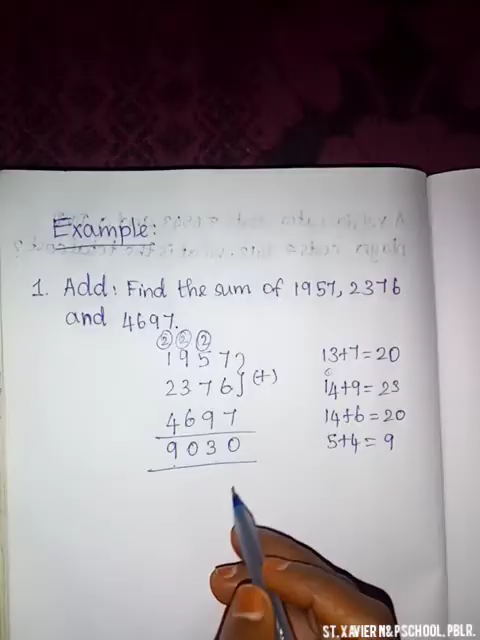 Example:
1. Add: Find the sum of 1957, 2376
and 4697.
2 2 2
1957
2376 (+)
4697
9030
13+7=20
14+9=23
14+6=20
5+4=9
ST.XAVIER N&P SCHOOL, PBLR.